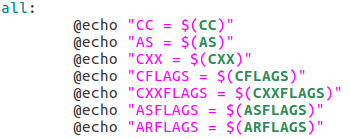 all:
        @echo "CC = $(CC)"
        @echo "AS = $(AS)"
        @echo "CXX = $(CXX)"
        @echo "CFLAGS = $(CFLAGS)"
        @echo "CXXFLAGS = $(CXXFLAGS)"
        @echo "ASFLAGS = $(ASFLAGS)"
        @echo "ARFLAGS = $(ARFLAGS)"